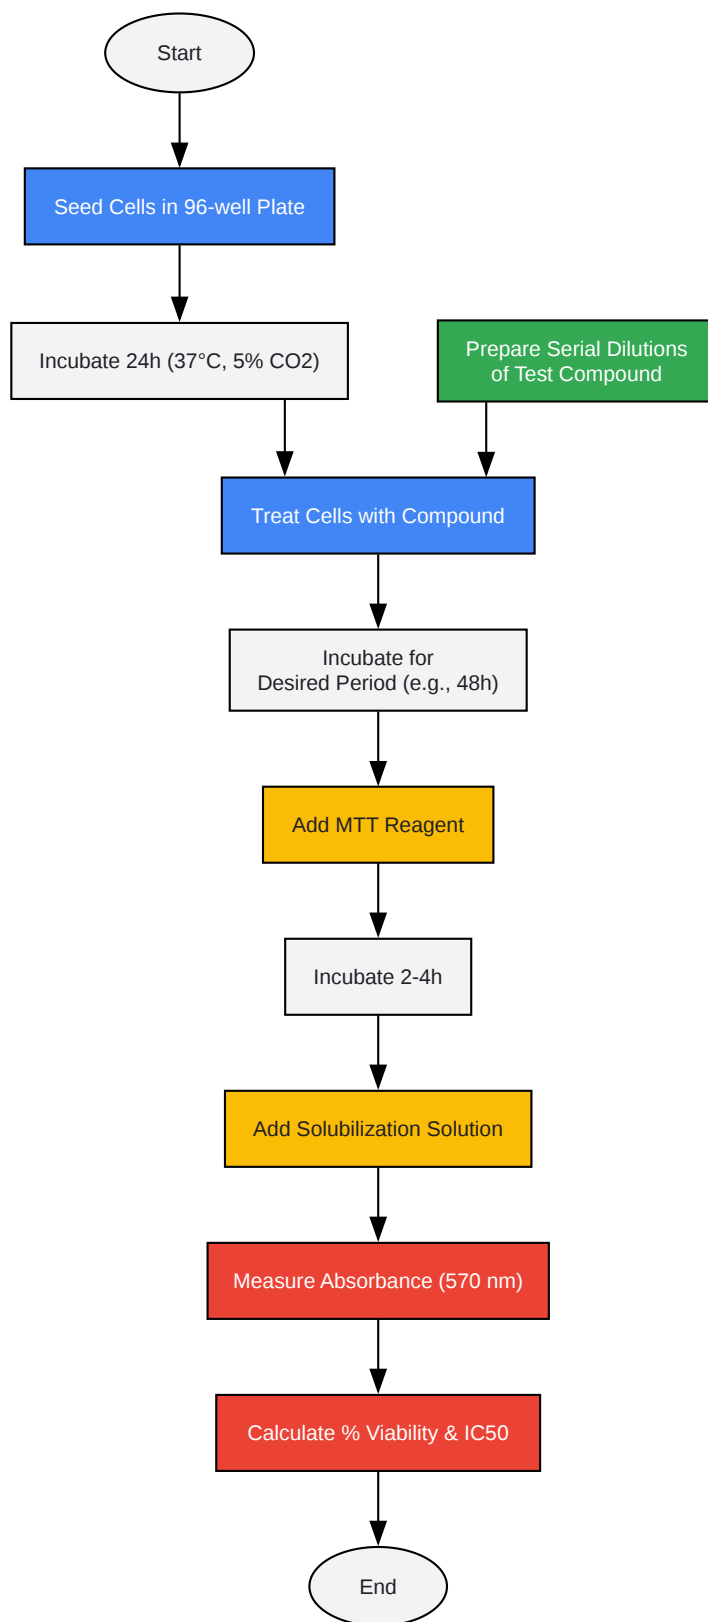 Start
Seed Cells in 96-well Plate
Incubate 24h (37°C, 5% CO2)
Prepare Serial Dilutions
of Test Compound
Treat Cells with Compound
Incubate for
Desired Period (e.g., 48h)
Add MTT Reagent
Incubate 2-4h
Add Solubilization Solution
Measure Absorbance (570 nm)
Calculate % Viability & IC50
End